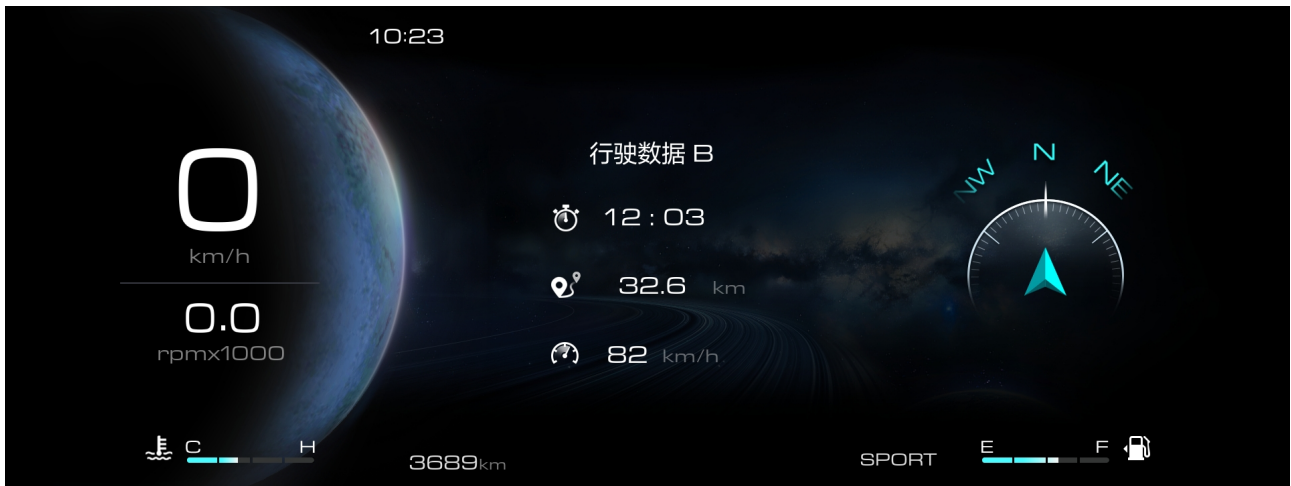 10:23
0
km/h
0.0
rpmx1000
行驶数据 B
12 : 03
32.6 km
82 km/h
NW N NE
C H
3689km
SPORT
E F